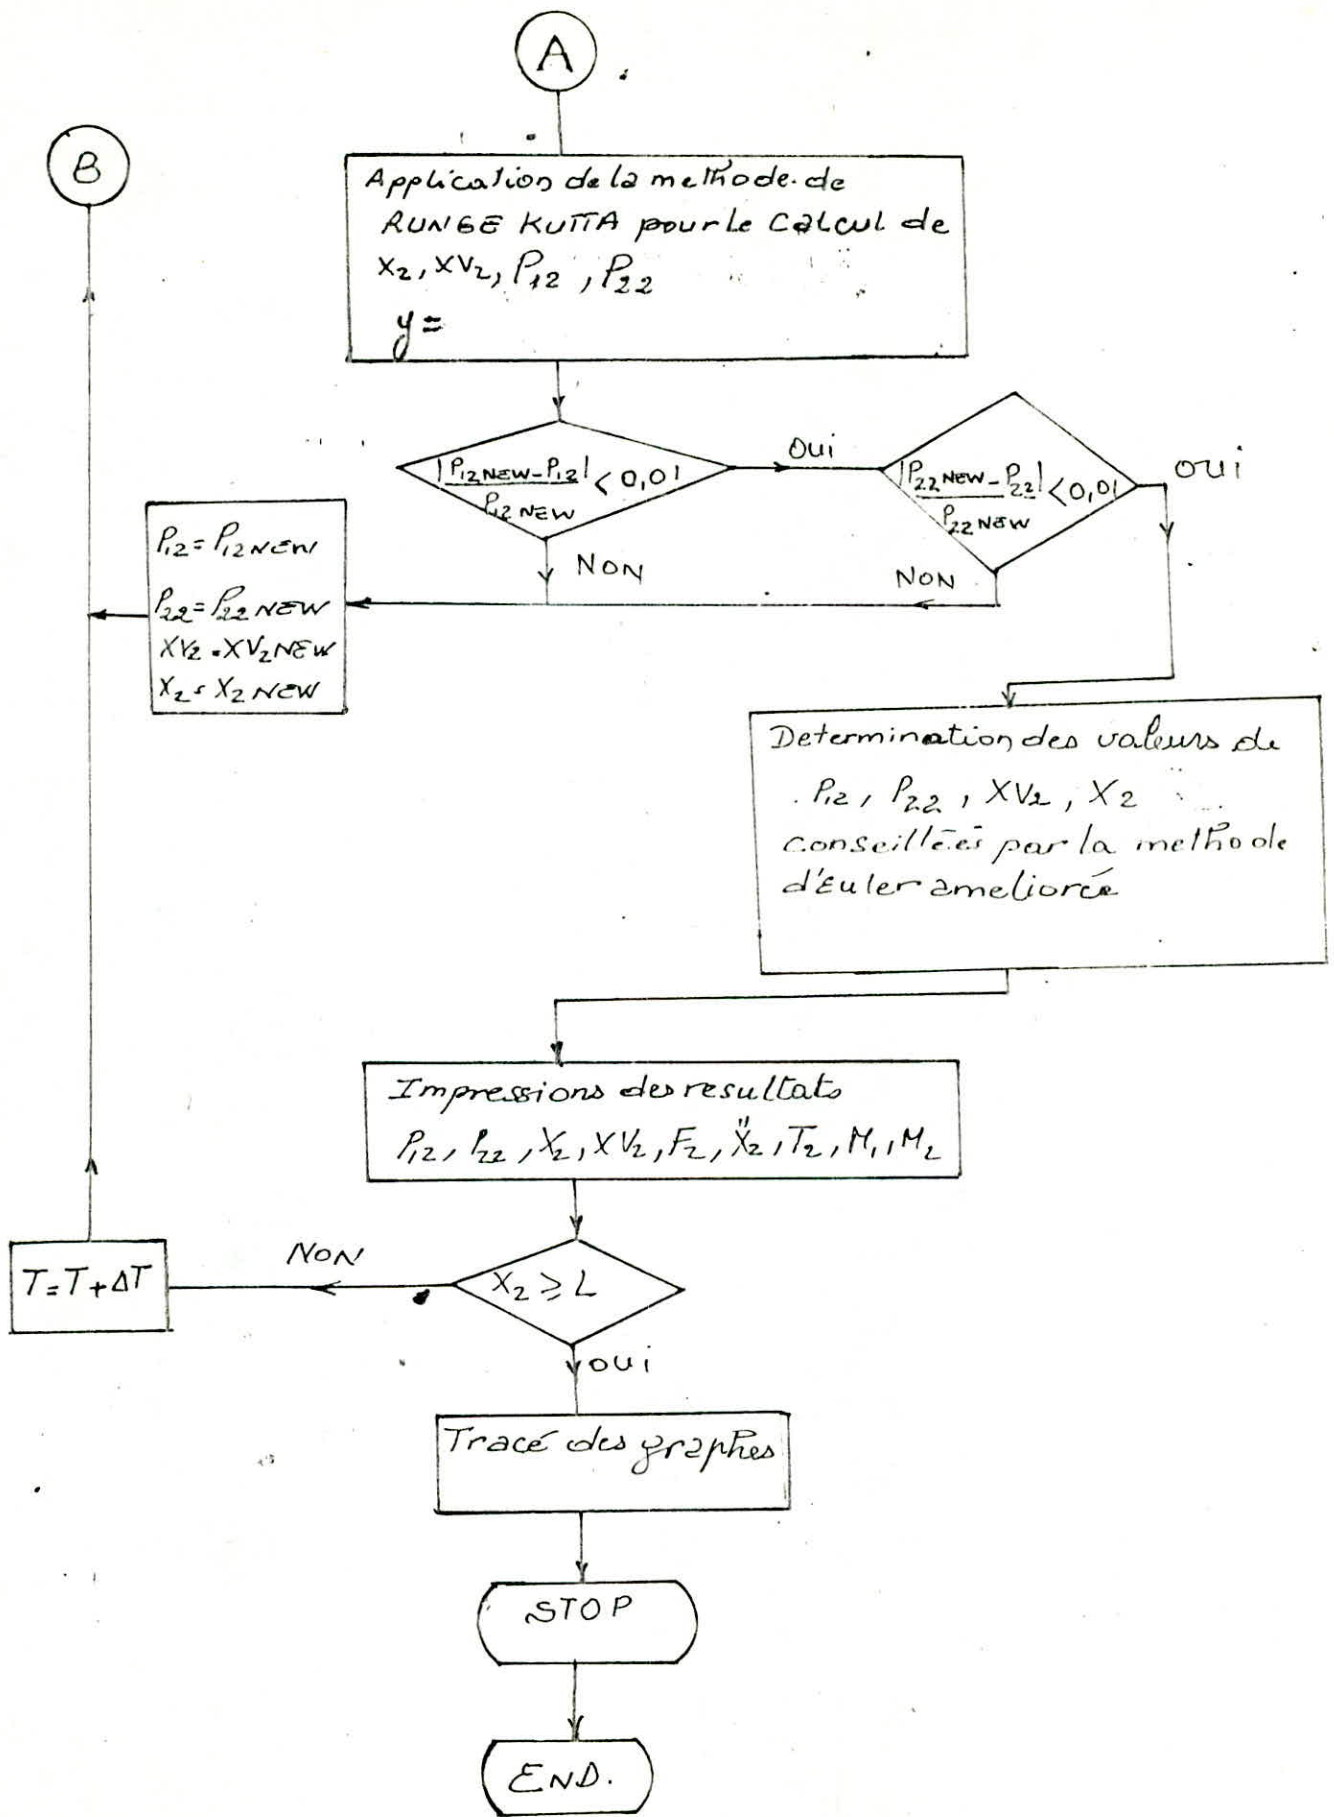 A
B
Application de la methode de
RUNGE KUTTA pour le Calcul de
X₂, XV₂, P₁₂, P₂₂
y =
|P₁₂NEW-P₁₂| < 0,01
P₁₂NEW
OUI
|P₂₂NEW-P₂₂| < 0,01
P₂₂NEW
OUI
NON
NON
P₁₂ = P₁₂NEW
P₂₂ = P₂₂NEW
XV₂ = XV₂NEW
X₂ = X₂NEW
Determination des valeurs de
P₁₂, P₂₂, XV₂, X₂
conseillées par la methode
d'Euler ameliorée
Impressions des resultats
P₁₂, P₂₂, X₂, XV₂, F₂, Ẍ₂, T₂, M₁, M₂
T = T + ΔT
NON
X₂ ≥ L
OUI
Tracé des graphes
STOP
END.